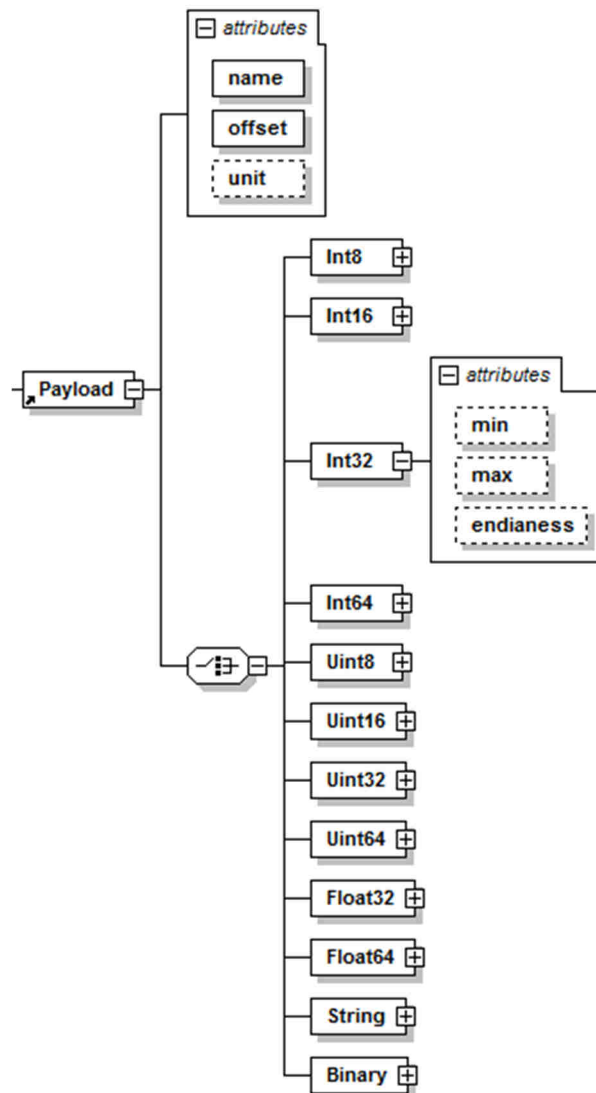 attributes
name
offset
unit
Int8
Int16
Payload
attributes
min
Int32
max
endianess
Int64
Uint8
Uint16
Uint32
Uint64
Float32
Float64
String
Binary